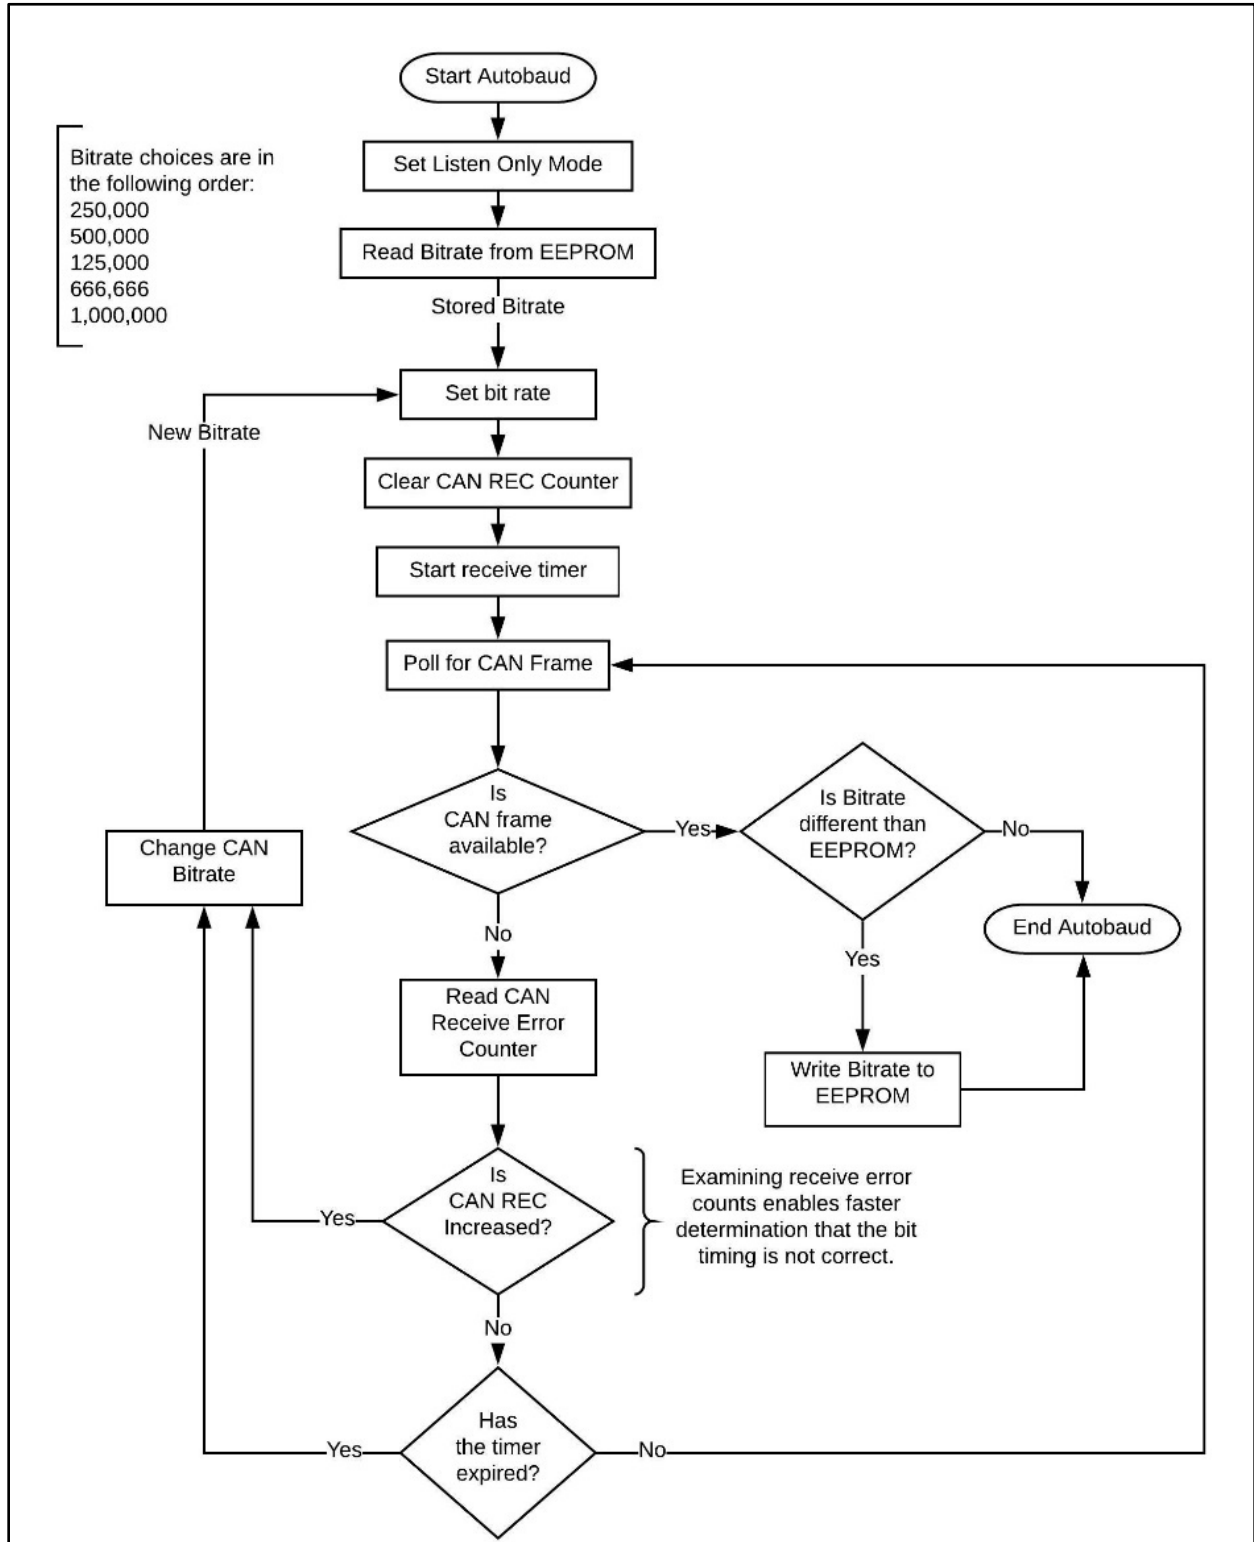 Start Autobaud
Set Listen Only Mode
Bitrate choices are in
the following order:
250,000
500,000
125,000
666,666
1,000,000
Read Bitrate from EEPROM
Stored Bitrate
Set bit rate
New Bitrate
Clear CAN REC Counter
Start receive timer
Poll for CAN Frame
Is
CAN frame
available?
Yes
Is Bitrate
different than
EEPROM?
No
Change CAN
Bitrate
End Autobaud
No
Yes
Read CAN
Receive Error
Counter
Write Bitrate to
EEPROM
Is
CAN REC
Increased?
Yes
Examining receive error
counts enables faster
determination that the bit
timing is not correct.
No
Has
the timer
expired?
Yes
No